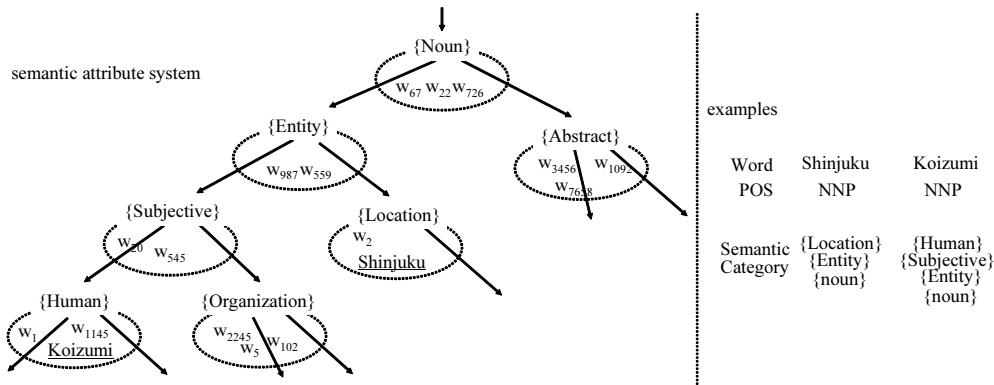 {Noun}
semantic attribute system
w67 w22 w726
examples
{Entity}
{Abstract}
w3456 w1092
w987 w559
w7658
Word Shinjuku Koizumi
POS NNP NNP
{Subjective}
{Location}
w20 w545
w2
Shinjuku
Semantic
Category
{Location}
{Entity}
{noun}
{Human}
{Subjective}
{Entity}
{noun}
{Human}
{Organization}
w1 w1145
Koizumi
w2245
w5 w102